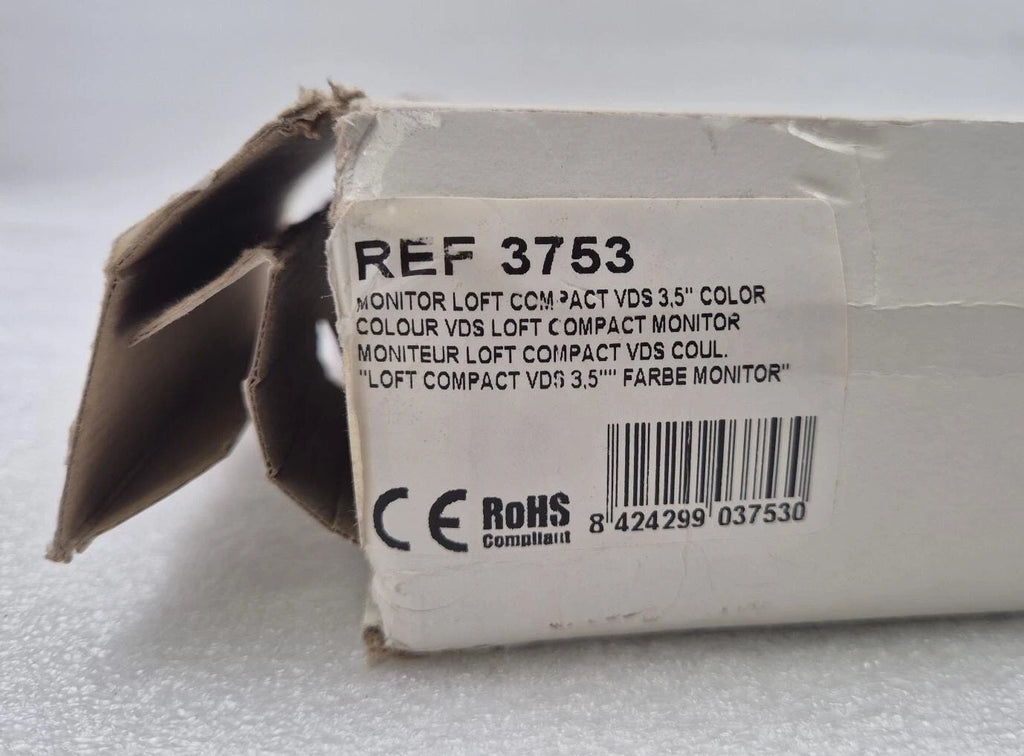 REF 3753
MONITOR LOFT COMPACT VDS 3,5" COLOR
COLOUR VDS LOFT COMPACT MONITOR
MONITEUR LOFT COMPACT VDS COUL.
"LOFT COMPACT VDS 3,5"" FARBE MONITOR"
CE RoHS
Compliant
8 424299 037530